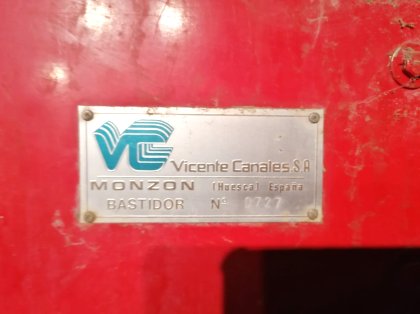 VC Vicente Canales S.A
MONZON (Huesca) España
BASTIDOR Nº 0727